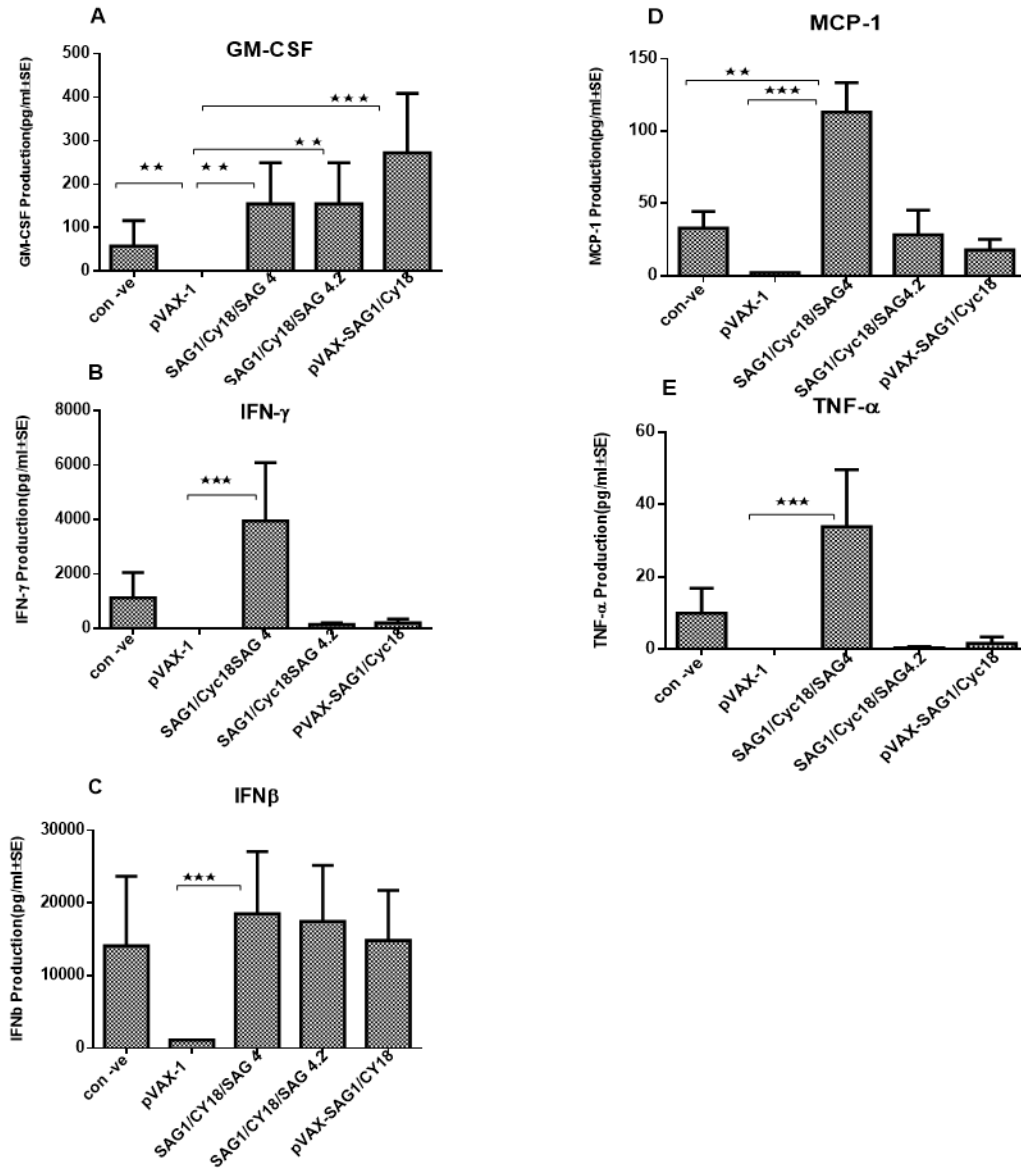 A
GM-CSF
GM-CSF Production(pg/ml±SE)
500
400
300
200
100
0
★★
★★
★★
★★★
con -ve
pVAX-1
SAG1/Cy18/SAG 4
SAG1/Cy18/SAG 4.2
pVAX-SAG1/Cy18
B
IFN-γ
IFN-γ Production(pg/ml±SE)
8000
6000
4000
2000
0
★★★
con -ve
pVAX-1
SAG1/Cyc18SAG 4
SAG1/Cyc18SAG 4.2
PVAX-SAG1/Cyc18
C
IFNβ
IFNb Production(pg/ml±SE)
30000
20000
10000
0
★★★
con -ve
pVAX-1
SAG1/CY18/SAG 4
SAG1/CY18/SAG 4.2
pVAX-SAG1/CY18
D
MCP-1
MCP-1 Production(pg/ml±SE)
150
100
50
0
★★
★★★
con-ve
pVAX-1
SAG1/Cyc18/SAG4
SAG1/Cyc18/SAG4.2
pVAX-SAG1/Cyc18
E
TNF-α
TNF-α Production(pg/ml±SE)
60
40
20
0
★★★
con -ve
pVAX-1
SAG1/Cyc18/SAG4
SAG1/Cyc18/SAG4.2
pVAX-SAG1/Cyc18